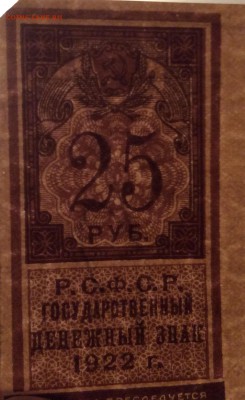 25
РУБ.
Р.С.Ф.С.Р.
ГОСУДАРСТВЕННЫЙ
ДЕНЕЖНЫЙ ЗНАК
1922 г.